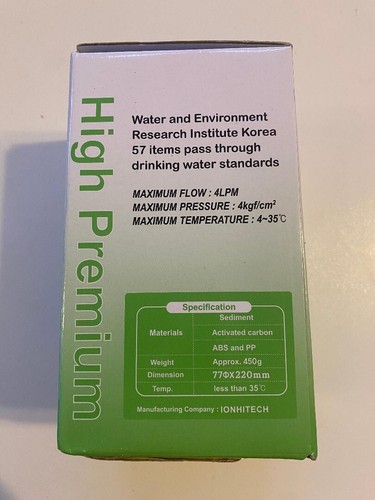 High Premium
Water and Environment
Research Institute Korea
57 items pass through
drinking water standards
MAXIMUM FLOW : 4LPM
MAXIMUM PRESSURE : 4kgf/cm²
MAXIMUM TEMPERATURE : 4~35℃
Specification
Materials
Sediment
Activated carbon
ABS and PP
Weight Approx. 450g
Dimension 77ΦX220mm
Temp. less than 35℃
Manufacturing Company : IONHITECH